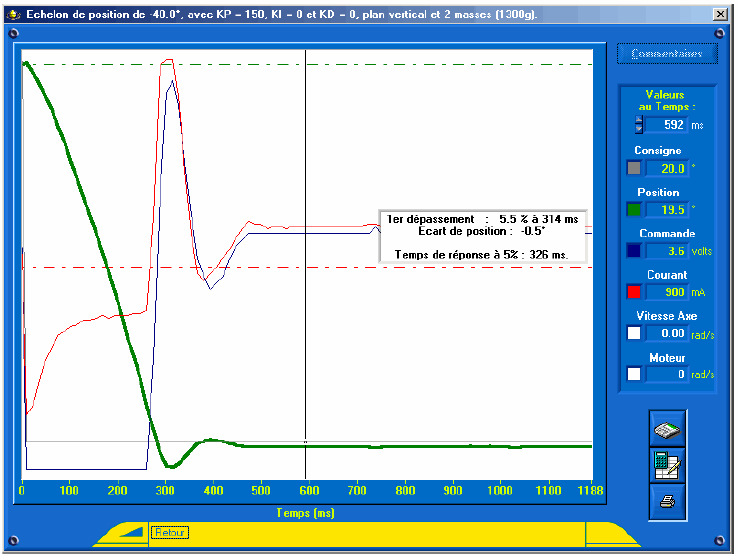 Echelon de position de -40.0°, avec KP = 150, KI = 0 et KD = 0, plan vertical et 2 masses (1300g).
Commentaires
Valeurs
au Temps :
592 ms
Consigne
20.0 °
Position
19.5 °
Commande
3.6 volts
Courant
900 mA
Vitesse Axe
0.00 rad/s
Moteur
0 rad/s
1er dépassement : 5.5 % à 314 ms
Ecart de position : -0.5°
Temps de réponse à 5% : 326 ms.
0 100 200 300 400 500 600 700 800 900 1000 1100 1188
Temps (ms)
Retour